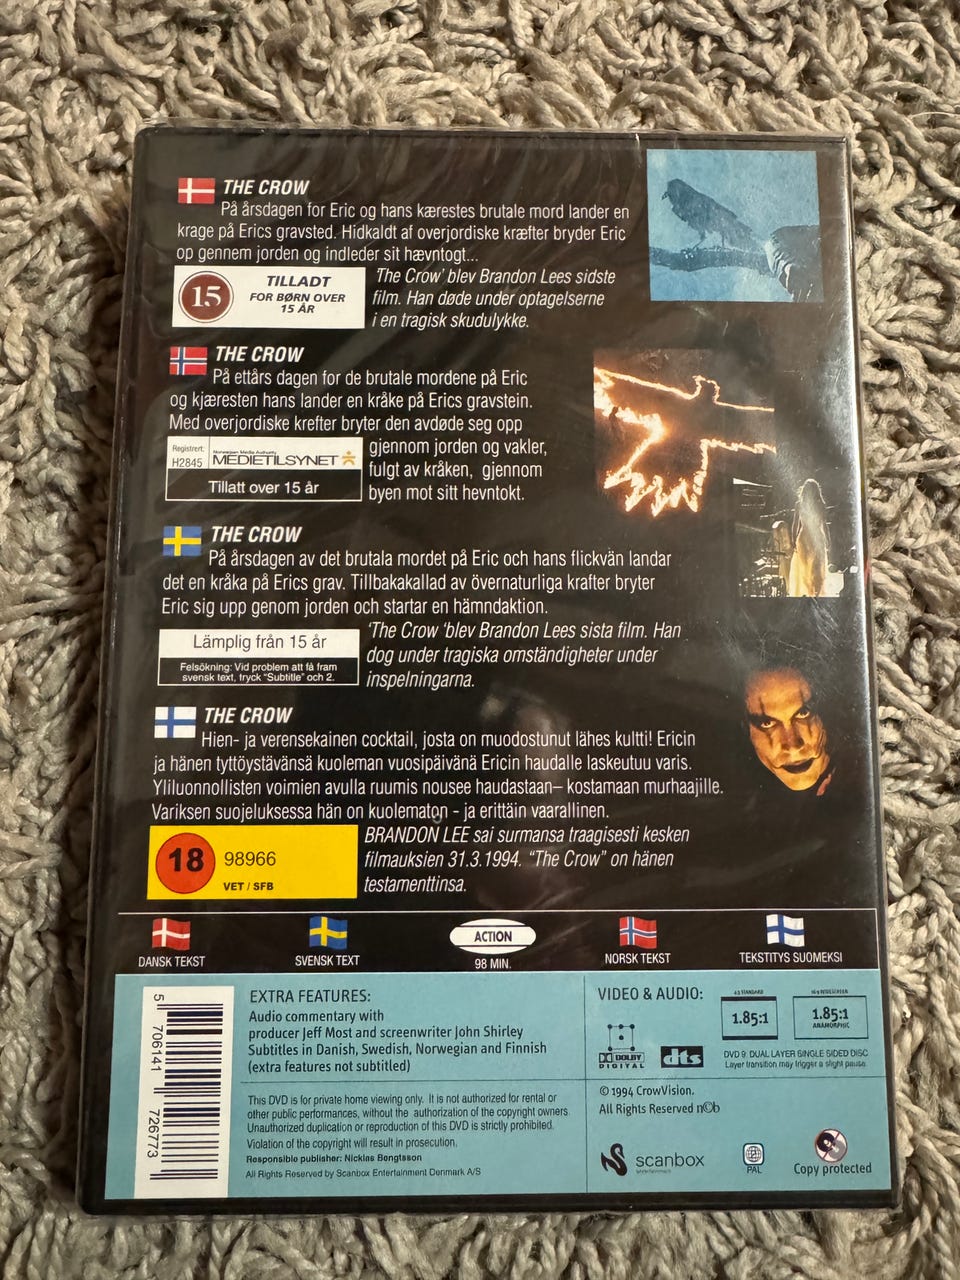 THE CROW
På årsdagen for Eric og hans kærestes brutale mord lander en
krage på Erics gravsted. Hidkaldt af overjordiske kræfter bryder Eric
op gennem jorden og indleder sit hævntogt...
15
TILLADT
FOR BØRN OVER
15 ÅR
'The Crow' blev Brandon Lees sidste
film. Han døde under optagelserne
i en tragisk skudulykke.
THE CROW
På ettårs dagen for de brutale mordene på Eric
og kjæresten hans lander en kråke på Erics gravstein.
Med overjordiske krefter bryter den avdøde seg opp
gjennom jorden og vakler,
fulgt av kråken, gjennom
byen mot sitt hevntokt.
Registrert:
H2845
Norwegian Media Authority
MEDIETILSYNET
Tillatt over 15 år
THE CROW
På årsdagen av det brutala mordet på Eric och hans flickvän landar
det en kråka på Erics grav. Tillbakakallad av övernaturliga krafter bryter
Eric sig upp genom jorden och startar en hämndaktion.
Lämplig från 15 år
Felsökning: Vid problem att få fram
svensk text, tryck "Subtitle" och 2.
'The Crow 'blev Brandon Lees sista film. Han
dog under tragiska omständigheter under
inspelningarna.
THE CROW
Hien- ja verensekainen cocktail, josta on muodostunut lähes kultti! Ericin
ja hänen tyttöystävänsä kuoleman vuosipäivänä Ericin haudalle laskeutuu varis.
Yliluonnollisten voimien avulla ruumis nousee haudastaan– kostamaan murhaajille.
Variksen suojeluksessa hän on kuolematon - ja erittäin vaarallinen.
18
98966
VET / SFB
BRANDON LEE sai surmansa traagisesti kesken
filmauksien 31.3.1994. "The Crow" on hänen
testamenttinsa.
DANSK TEKST
SVENSK TEXT
ACTION
98 MIN.
NORSK TEKST
TEKSTITYS SUOMEKSI
5 706141 726773
EXTRA FEATURES:
Audio commentary with
producer Jeff Most and screenwriter John Shirley
Subtitles in Danish, Swedish, Norwegian and Finnish
(extra features not subtitled)
This DVD is for private home viewing only. It is not authorized for rental or
other public performances, without the authorization of the copyright owners.
Unauthorized duplication or reproduction of this DVD is strictly prohibited.
Violation of the copyright will result in prosecution.
Responsible publisher: Nicklas Bengtsson
All Rights Reserved by Scanbox Entertainment Denmark A/S
VIDEO & AUDIO:
DOLBY
DIGITAL
dts
4:3 STANDARD
1.85:1
16:9 WIDESCREEN
1.85:1
ANAMORPHIC
DVD 9: DUAL LAYER SINGLE SIDED DISC
Layer transition may trigger a slight pause.
© 1994 CrowVision.
All Rights Reserved n©b
scanbox
entertainment
PAL
Copy protected